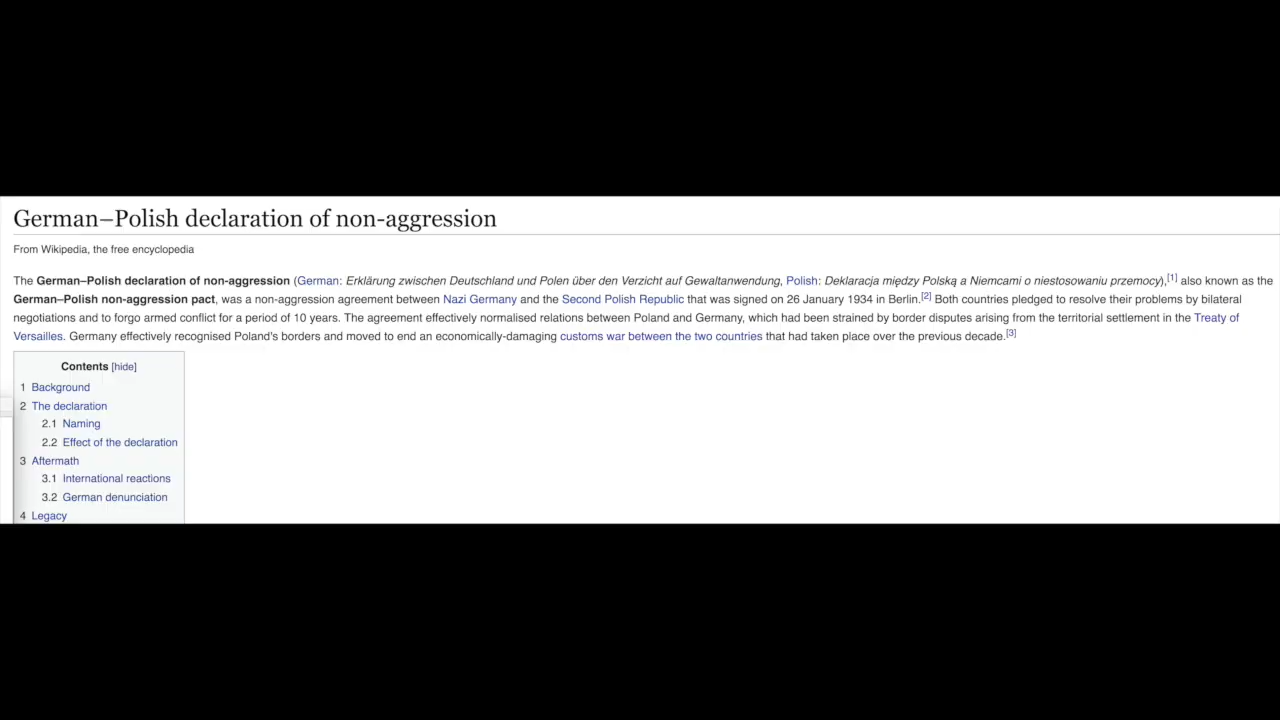 German–Polish declaration of non-aggression
From Wikipedia, the free encyclopedia
The German–Polish declaration of non-aggression (German: Erklärung zwischen Deutschland und Polen über den Verzicht auf Gewaltanwendung, Polish: Deklaracja między Polską a Niemcami o niestosowaniu przemocy),[1] also known as the
German–Polish non-aggression pact, was a non-aggression agreement between Nazi Germany and the Second Polish Republic that was signed on 26 January 1934 in Berlin.[2] Both countries pledged to resolve their problems by bilateral
negotiations and to forgo armed conflict for a period of 10 years. The agreement effectively normalised relations between Poland and Germany, which had been strained by border disputes arising from the territorial settlement in the Treaty of
Versailles. Germany effectively recognised Poland's borders and moved to end an economically-damaging customs war between the two countries that had taken place over the previous decade.[3]
Contents [hide]
1 Background
2 The declaration
2.1 Naming
2.2 Effect of the declaration
3 Aftermath
3.1 International reactions
3.2 German denunciation
4 Legacy